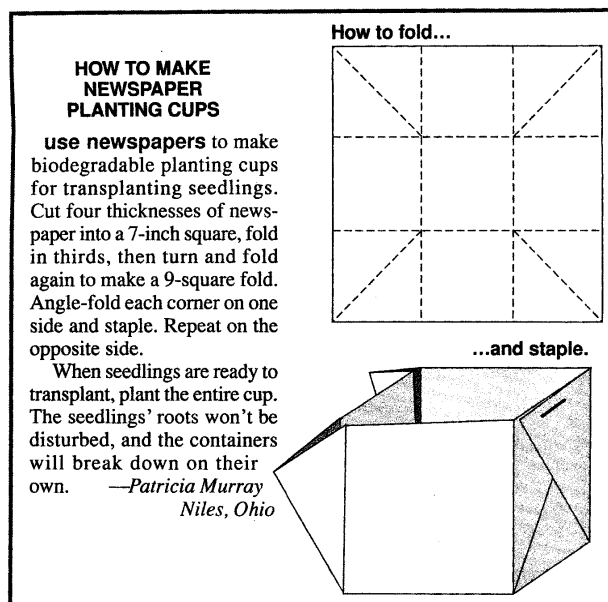 HOW TO MAKE
NEWSPAPER
PLANTING CUPS
use newspapers to make
biodegradable planting cups
for transplanting seedlings.
Cut four thicknesses of news-
paper into a 7-inch square, fold
in thirds, then turn and fold
again to make a 9-square fold.
Angle-fold each corner on one
side and staple. Repeat on the
opposite side.
When seedlings are ready to
transplant, plant the entire cup.
The seedlings' roots won't be
disturbed, and the containers
will break down on their
own. —Patricia Murray
Niles, Ohio
How to fold...
...and staple.